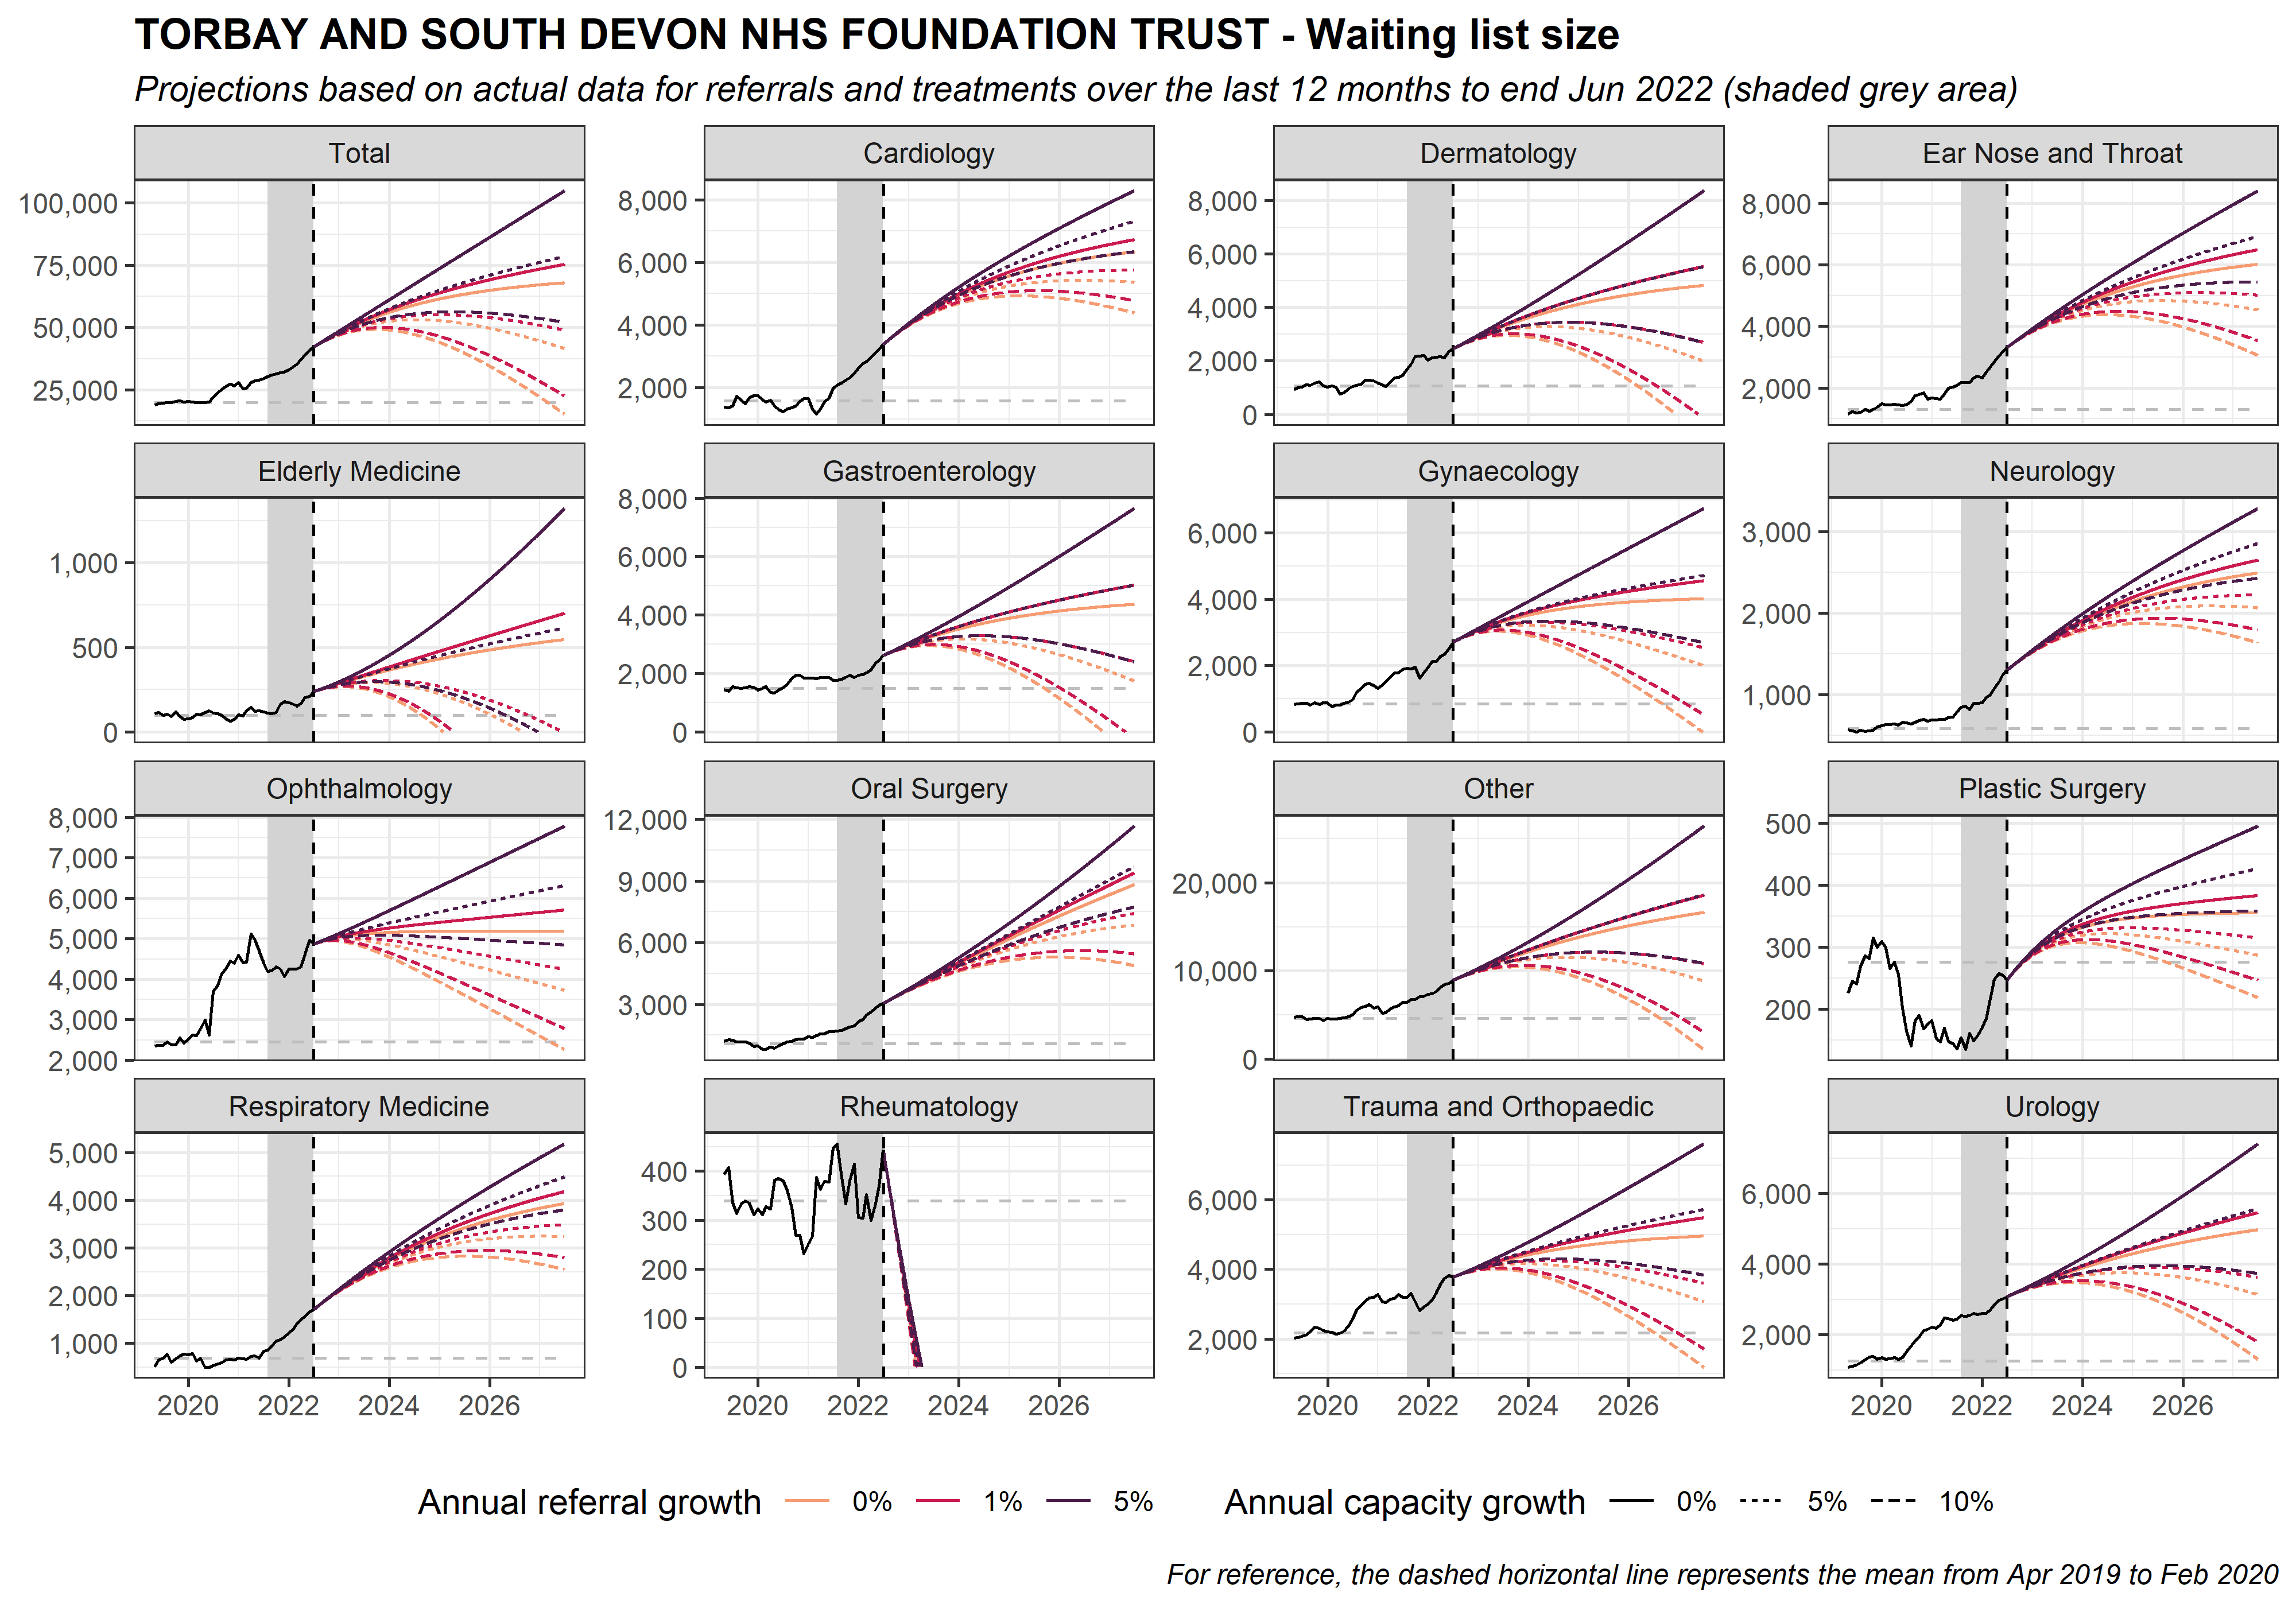 TORBAY AND SOUTH DEVON NHS FOUNDATION TRUST - Waiting list size
Projections based on actual data for referrals and treatments over the last 12 months to end Jun 2022 (shaded grey area)
Total
100,000
75,000
50,000
25,000
Cardiology
8,000
6,000
4,000
2,000
Dermatology
8,000
6,000
4,000
2,000
0
Ear Nose and Throat
8,000
6,000
4,000
2,000
Elderly Medicine
1,000
500
0
Gastroenterology
8,000
6,000
4,000
2,000
0
Gynaecology
6,000
4,000
2,000
0
Neurology
3,000
2,000
1,000
Ophthalmology
8,000
7,000
6,000
5,000
4,000
3,000
2,000
Oral Surgery
12,000
9,000
6,000
3,000
Other
20,000
10,000
0
Plastic Surgery
500
400
300
200
Respiratory Medicine
5,000
4,000
3,000
2,000
1,000
2020 2022 2024 2026
Rheumatology
400
300
200
100
0
2020 2022 2024 2026
Trauma and Orthopaedic
6,000
4,000
2,000
2020 2022 2024 2026
Urology
6,000
4,000
2,000
2020 2022 2024 2026
Annual referral growth 0% 1% 5% Annual capacity growth 0% 5% 10%
For reference, the dashed horizontal line represents the mean from Apr 2019 to Feb 2020